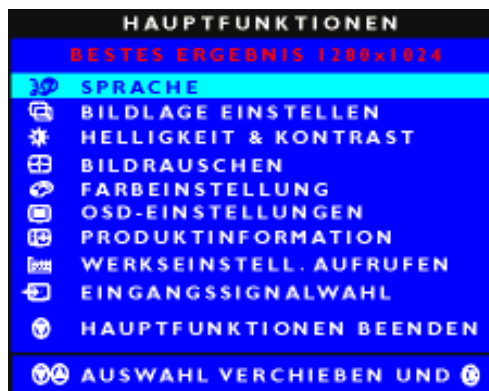 HAUPTFUNKTIONEN
BESTES ERGEBNIS 1280x1024
SPRACHE
BILDLAGE EINSTELLEN
HELLIGKEIT & KONTRAST
BILDRAUSCHEN
FARBEINSTELLUNG
OSD-EINSTELLUNGEN
PRODUKTINFORMATION
WERKSEINSTELL. AUFRUFEN
EINGANGSSIGNALWAHL
HAUPTFUNKTIONEN BEENDEN
AUSWAHL VERCHIEBEN UND